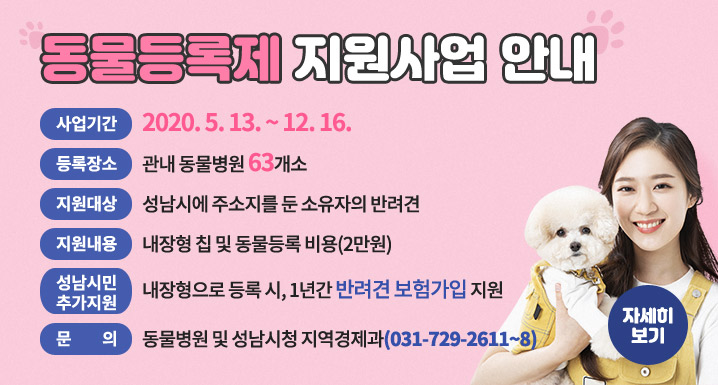 동물등록제 지원사업 안내
사업기간 2020. 5. 13. ~ 12. 16.
등록장소 관내 동물병원 63개소
지원대상 성남시에 주소지를 둔 소유자의 반려견
지원내용 내장형 칩 및 동물등록 비용(2만원)
성남시민
추가지원 내장형으로 등록 시, 1년간 반려견 보험가입 지원
문 의 동물병원 및 성남시청 지역경제과(031-729-2611~8)
자세히
보기